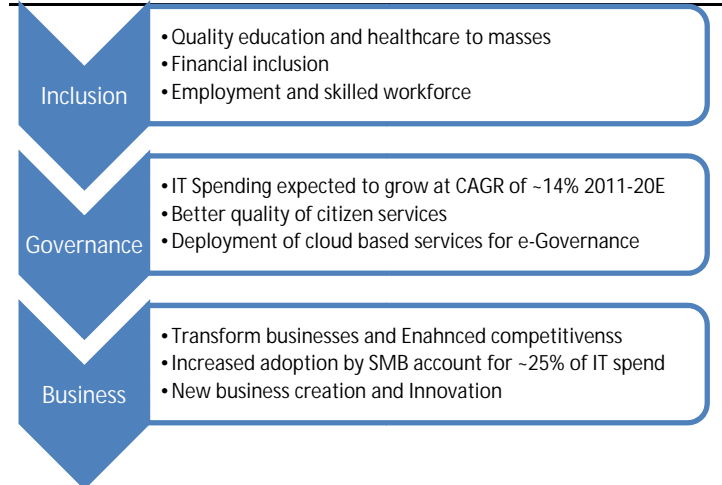 Inclusion
• Quality education and healthcare to masses
• Financial inclusion
• Employment and skilled workforce
Governance
• IT Spending expected to grow at CAGR of ~14% 2011-20E
• Better quality of citizen services
• Deployment of cloud based services for e-Governance
Business
• Transform businesses and Enahnced competitivenss
• Increased adoption by SMB account for ~25% of IT spend
• New business creation and Innovation